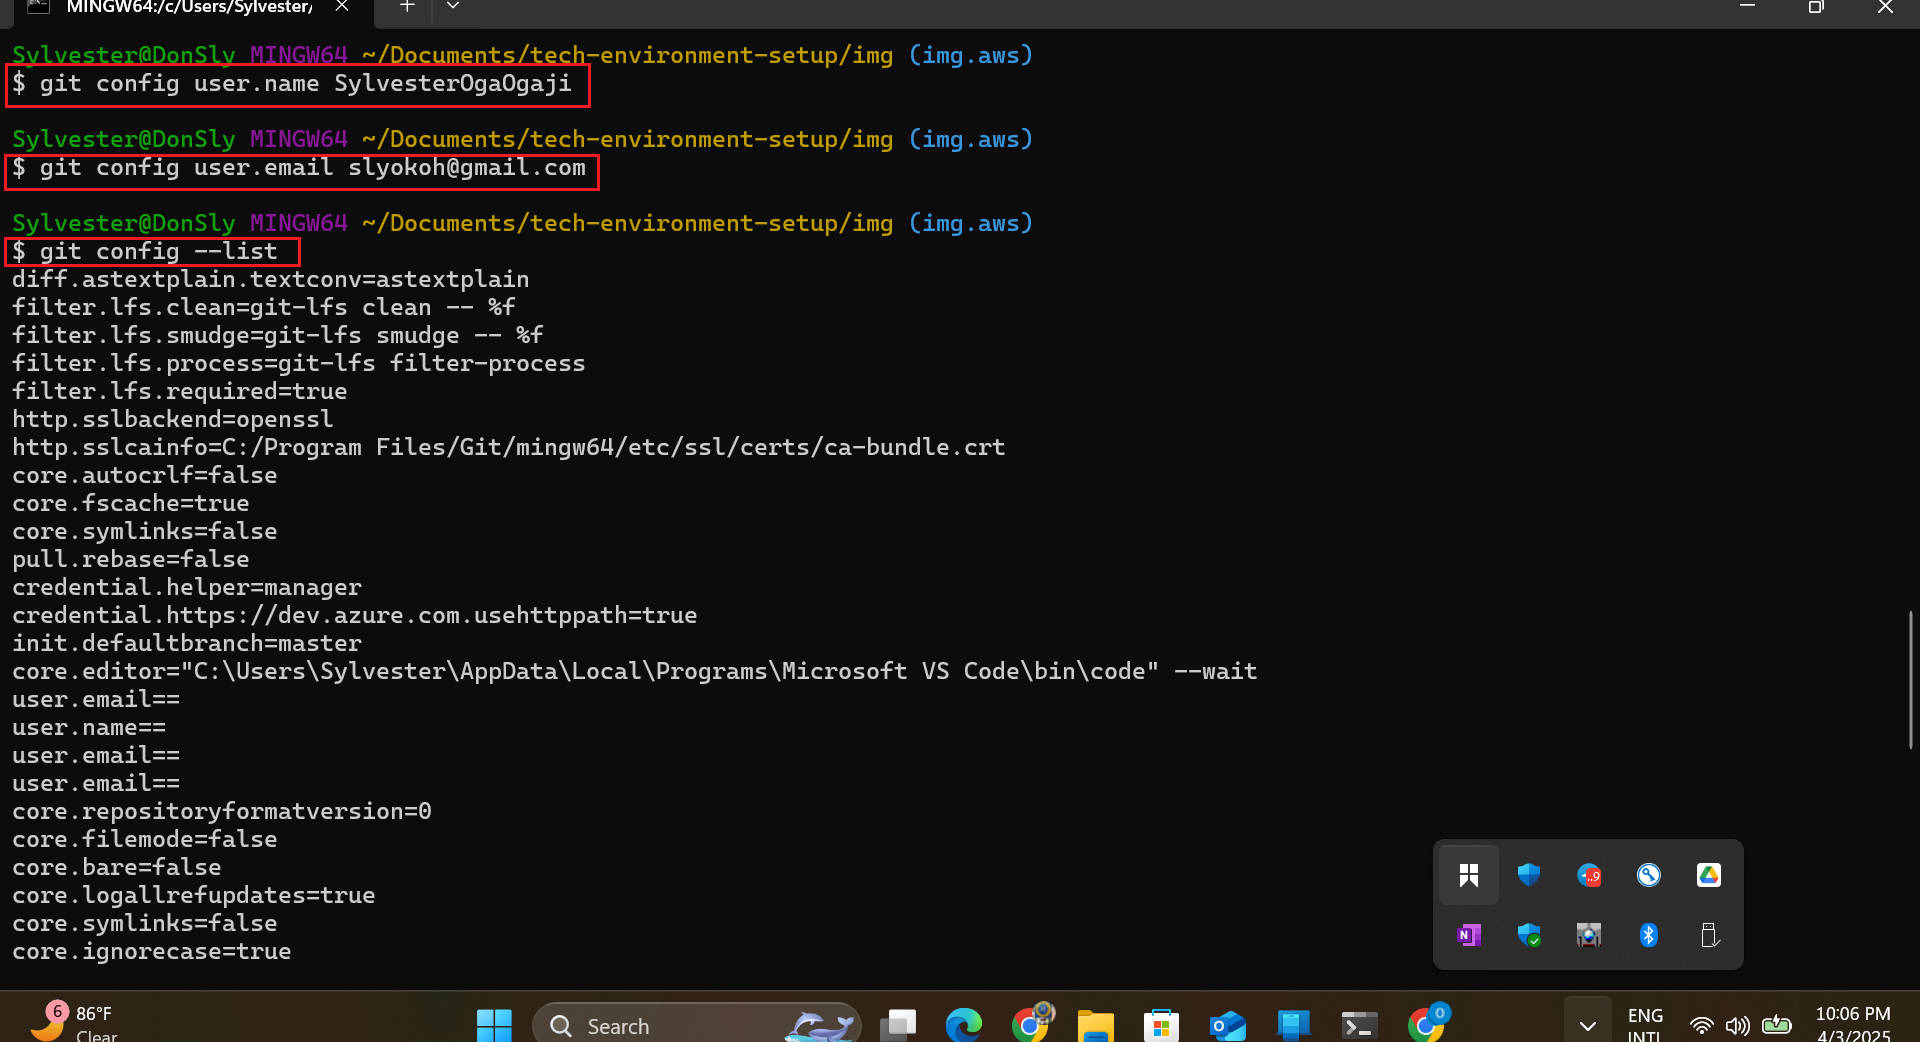 MINGW64:/c/Users/Sylvester/
Sylvester@DonSly MINGW64 ~/Documents/tech-environment-setup/img (img.aws)
$ git config user.name SylvesterOgaOgaji
Sylvester@DonSly MINGW64 ~/Documents/tech-environment-setup/img (img.aws)
$ git config user.email slyokoh@gmail.com
Sylvester@DonSly MINGW64 ~/Documents/tech-environment-setup/img (img.aws)
$ git config --list
diff.astextplain.textconv=astextplain
filter.lfs.clean=git-lfs clean -- %f
filter.lfs.smudge=git-lfs smudge -- %f
filter.lfs.process=git-lfs filter-process
filter.lfs.required=true
http.sslbackend=openssl
http.sslcainfo=C:/Program Files/Git/mingw64/etc/ssl/certs/ca-bundle.crt
core.autocrlf=false
core.fscache=true
core.symlinks=false
pull.rebase=false
credential.helper=manager
credential.https://dev.azure.com.usehttppath=true
init.defaultbranch=master
core.editor="C:\Users\Sylvester\AppData\Local\Programs\Microsoft VS Code\bin\code" --wait
user.email==
user.name==
user.email==
user.email==
core.repositoryformatversion=0
core.filemode=false
core.bare=false
core.logallrefupdates=true
core.symlinks=false
core.ignorecase=true
6
86°F
Clear
Search
0
ENG
INTL
10:06 PM
4/3/2025